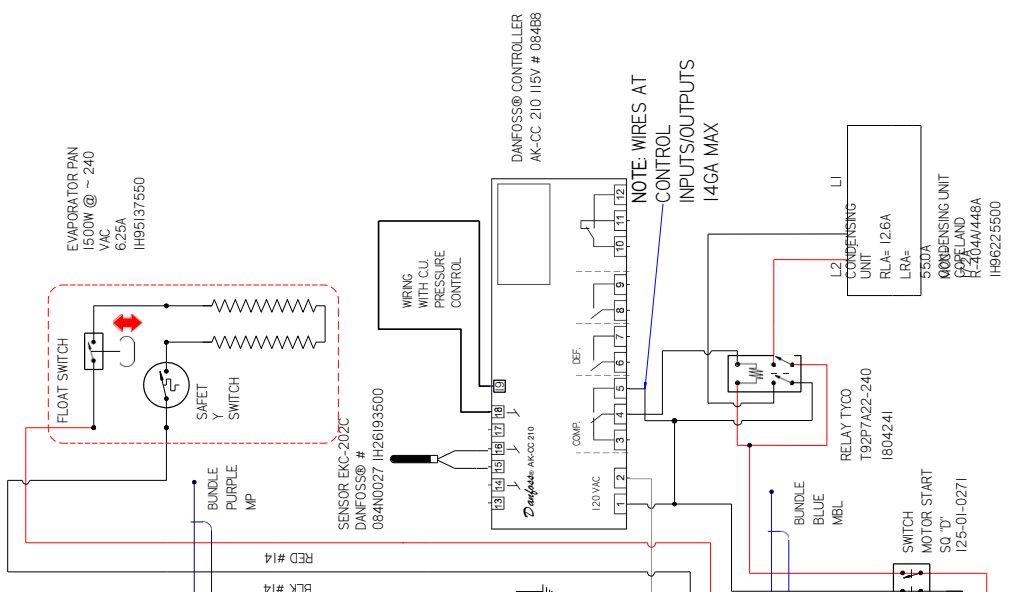 DANFOSS® CONTROLLER
AK-CC 210 115V # 084B8
NOTE: WIRES AT
CONTROL
INPUTS/OUTPUTS
14GA MAX
EVAPORATOR PAN
1500W @ ~ 240
VAC
6.25A
IH95137550
WIRING
WITH C.U.
PRESSURE
CONTROL
FLOAT SWITCH
SAFET
Y
SWITCH
SENSOR EKC-202C
DANFOSS® #
084N0027 IH26193500
BUNDLE
PURPLE
MP
RED #14
BLK #14
12
11
10
9
8
7
6
5
4
3
2
1
DEF.
COMP.
120 VAC
19
18
17
16
15
14
13
Danfoss® AK-CC 210
L1
L2
CONDENSING
UNIT
RLA= 12.6A
LRA=
55.0A
CONDENSING UNIT
COPELAND
R-404A/448A
IH96225500
RELAY TYCO
T92P7A22-240
1804241
BUNDLE
BLUE
MBL
SWITCH
MOTOR START
SQ "D"
125-01-0271